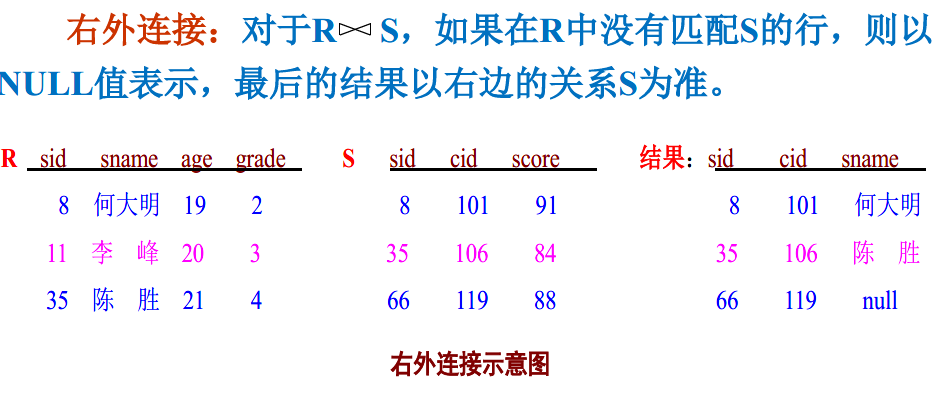 右外连接：对于R⋈S，如果在R中没有匹配S的行，则以
NULL值表示，最后的结果以右边的关系S为准。
R sid sname age grade S sid cid score 结果：sid cid sname
8 何大明 19 2 8 101 91 8 101 何大明
11 李 峰 20 3 35 106 84 35 106 陈 胜
35 陈 胜 21 4 66 119 88 66 119 null
右外连接示意图